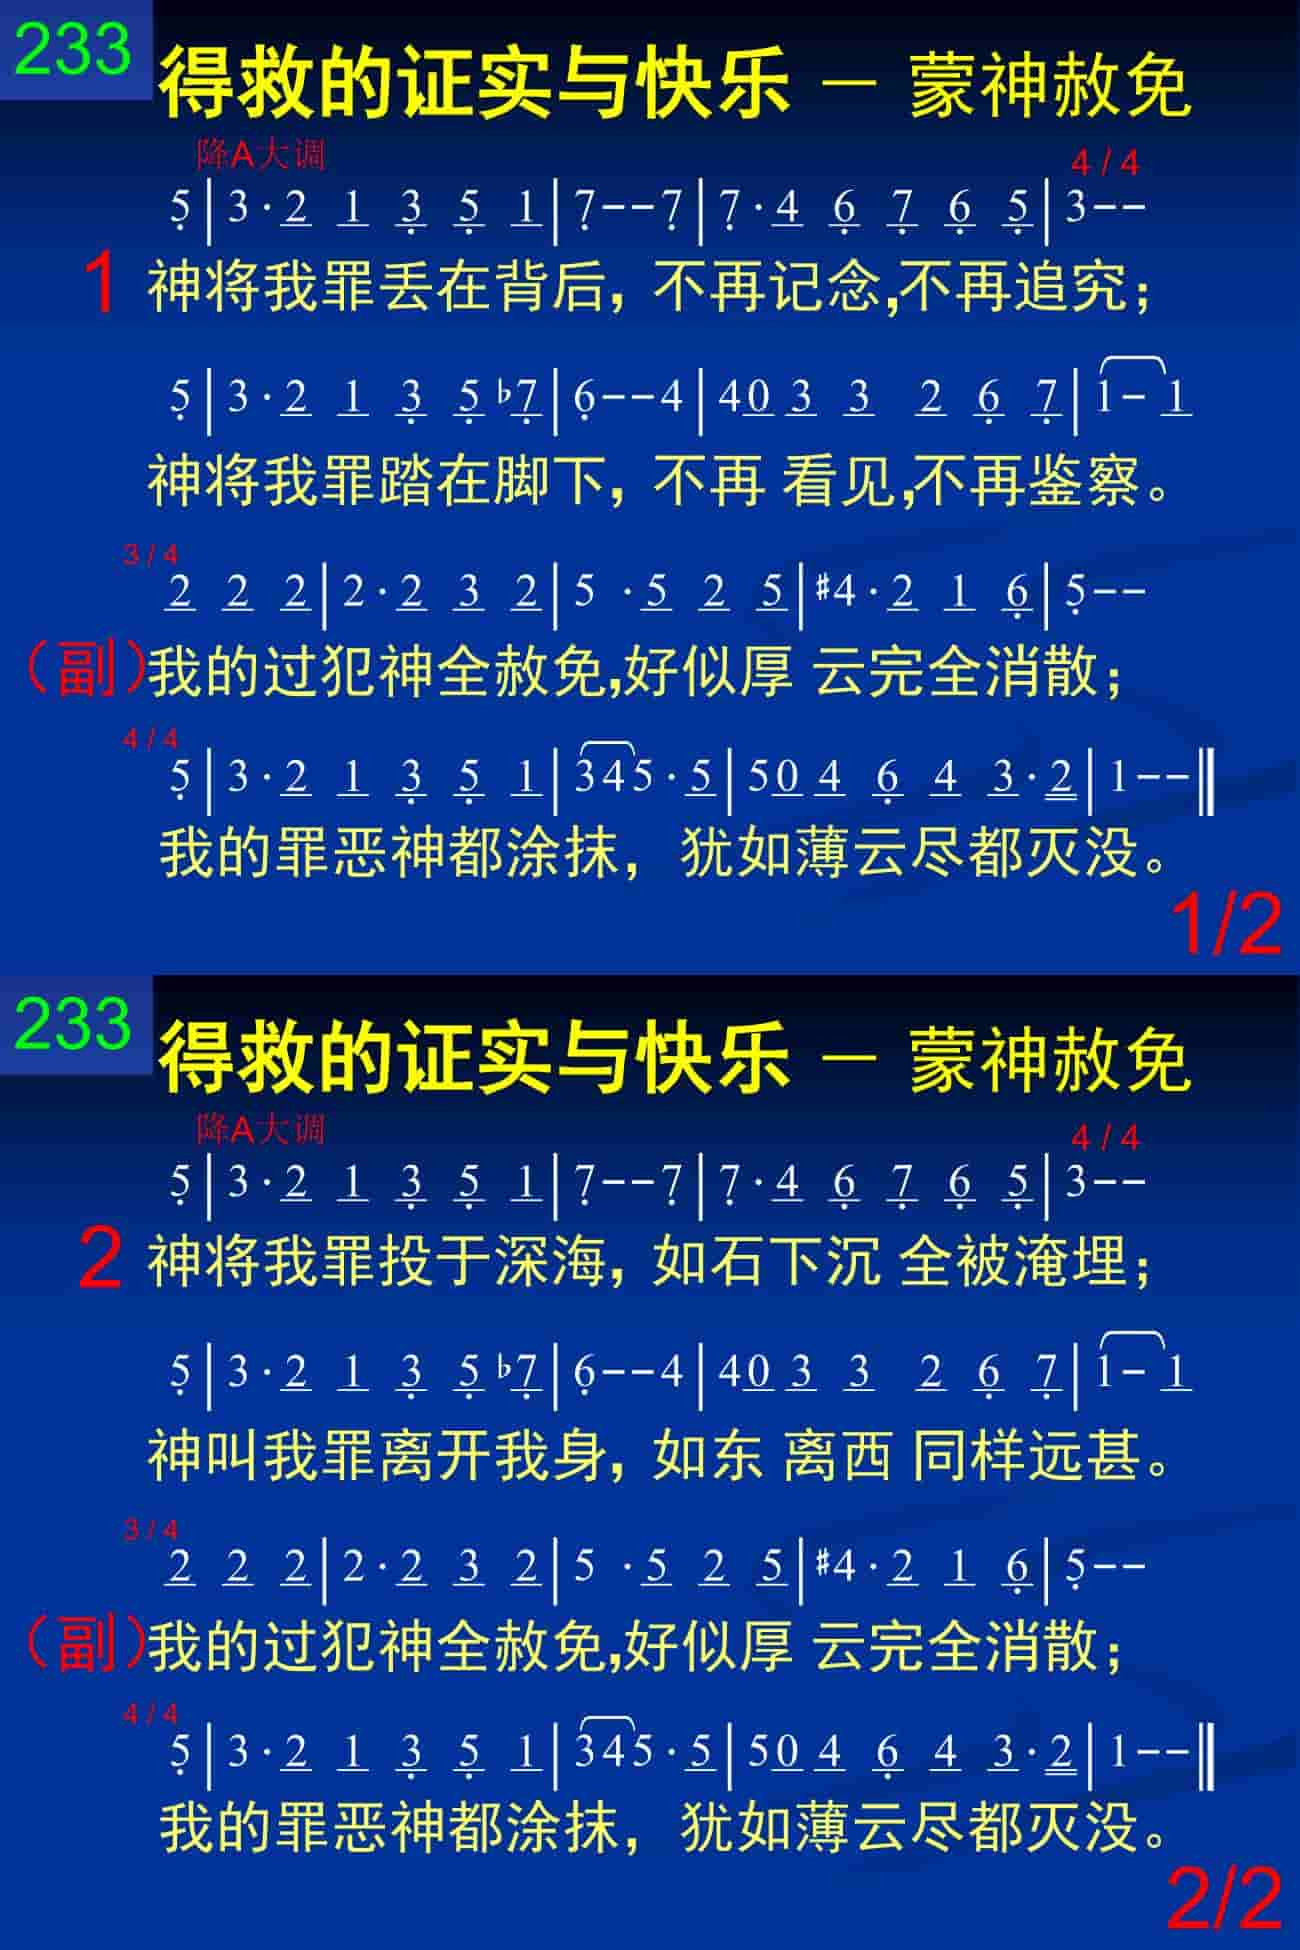 233
得救的证实与快乐 — 蒙神赦免
降A大调 4/4
5̣ | 3·2 1 3̣ 5̣ 1 | 7̣--7̣ | 7̣·4 6̣ 7̣ 6̣ 5̣ | 3--
1 神将我罪丢在背后，不再记念,不再追究；
5̣ | 3·2 1 3̣ 5̣ ♭7̣ | 6̣--4 | 40 3 3 2 6̣ 7̣ | 1- 1
神将我罪踏在脚下，不再 看见,不再鉴察。
3/4
2 2 2 | 2·2 3 2 | 5 ·5 2 5 | #4·2 1 6̣ | 5̣--
（副）我的过犯神全赦免,好似厚 云完全消散；
4/4
5̣ | 3·2 1 3̣ 5̣ 1 | 345·5 | 50 4 6̣ 4 3·2 | 1--‖
我的罪恶神都涂抹，犹如薄云尽都灭没。
1/2
233
得救的证实与快乐 — 蒙神赦免
降A大调 4/4
5̣ | 3·2 1 3̣ 5̣ 1 | 7̣--7̣ | 7̣·4 6̣ 7̣ 6̣ 5̣ | 3--
2 神将我罪投于深海，如石下沉 全被淹埋；
5̣ | 3·2 1 3̣ 5̣ ♭7̣ | 6̣--4 | 40 3 3 2 6̣ 7̣ | 1- 1
神叫我罪离开我身，如东 离西 同样远甚。
3/4
2 2 2 | 2·2 3 2 | 5 ·5 2 5 | #4·2 1 6̣ | 5̣--
（副）我的过犯神全赦免,好似厚 云完全消散；
4/4
5̣ | 3·2 1 3̣ 5̣ 1 | 345·5 | 50 4 6̣ 4 3·2 | 1--‖
我的罪恶神都涂抹，犹如薄云尽都灭没。
2/2